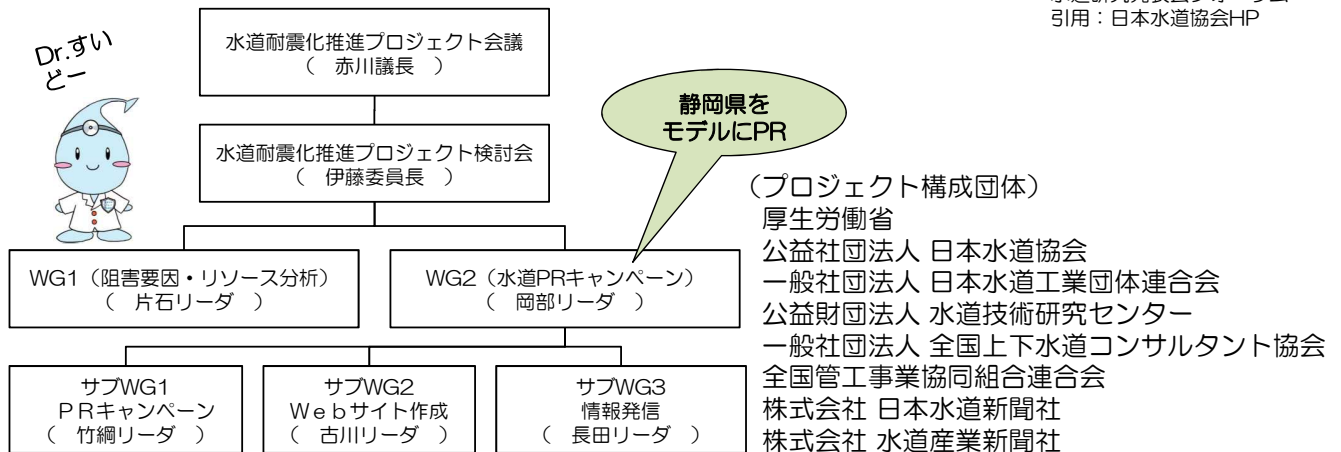 引用：日本水道協会HP
Dr.すい
どー
水道耐震化推進プロジェクト会議
（　赤川議長　）
静岡県を
モデルにPR
水道耐震化推進プロジェクト検討会
（　伊藤委員長　）
WG1（阻害要因・リソース分析）
（　片石リーダ　）
WG2（水道PRキャンペーン）
（　岡部リーダ　）
サブWG1
ＰＲキャンペーン
（　竹綱リーダ　）
サブWG2
Ｗｅｂサイト作成
（　古川リーダ　）
サブWG3
情報発信
（　長田リーダ　）
（プロジェクト構成団体）
厚生労働省
公益社団法人 日本水道協会
一般社団法人 日本水道工業団体連合会
公益財団法人 水道技術研究センター
一般社団法人 全国上下水道コンサルタント協会
全国管工事業協同組合連合会
株式会社 日本水道新聞社
株式会社 水道産業新聞社